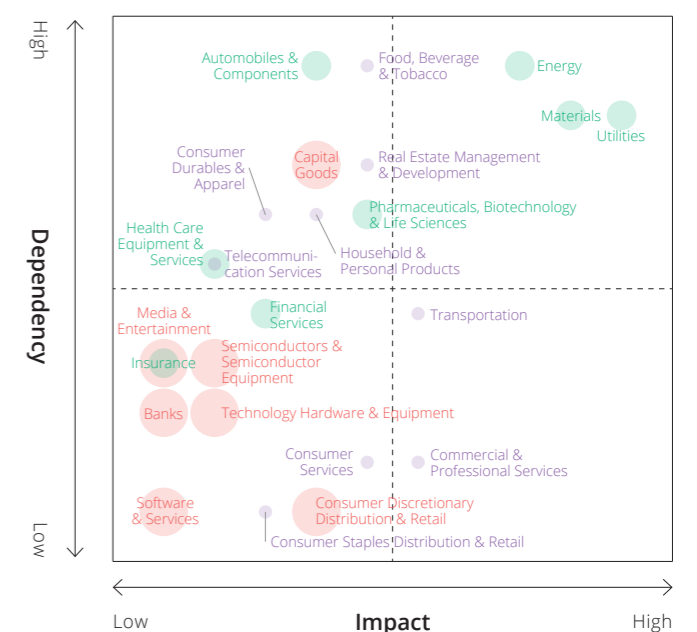 High
Automobiles &
Components
Food, Beverage
& Tobacco
Energy
Materials
Utilities
Consumer
Durables &
Apparel
Capital
Goods
Real Estate Management
& Development
Pharmaceuticals, Biotechnology
& Life Sciences
Health Care
Equipment &
Services
Telecommuni-
cation Services
Household &
Personal Products
Dependency
Media &
Entertainment
Financial
Services
Transportation
Insurance
Semiconductors &
Semiconductor
Equipment
Banks
Technology Hardware & Equipment
Consumer
Services
Commercial &
Professional Services
Software
& Services
Consumer Discretionary
Distribution & Retail
Consumer Staples Distribution & Retail
Low
Low
Impact
High